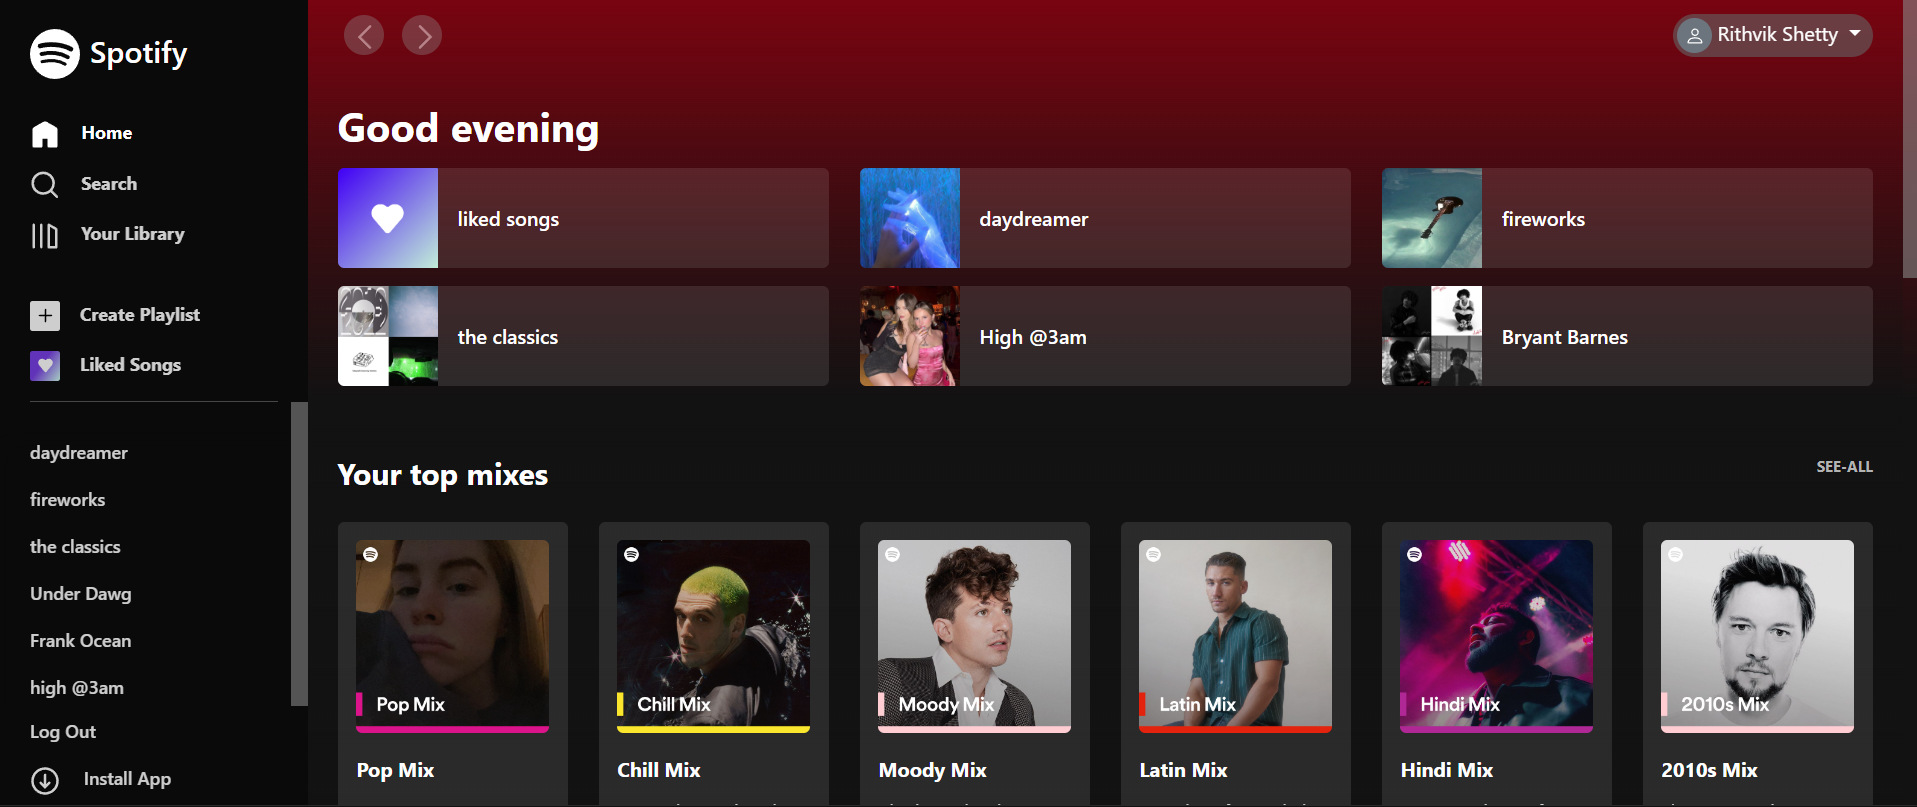 Spotify
Home
Search
Your Library
Create Playlist
Liked Songs
daydreamer
fireworks
the classics
Under Dawg
Frank Ocean
high @3am
Log Out
Install App
Rithvik Shetty
Good evening
liked songs
daydreamer
fireworks
the classics
High @3am
Bryant Barnes
Your top mixes
SEE-ALL
Pop Mix
Chill Mix
Moody Mix
Latin Mix
Hindi Mix
2010s Mix
Pop Mix
Chill Mix
Moody Mix
Latin Mix
Hindi Mix
2010s Mix